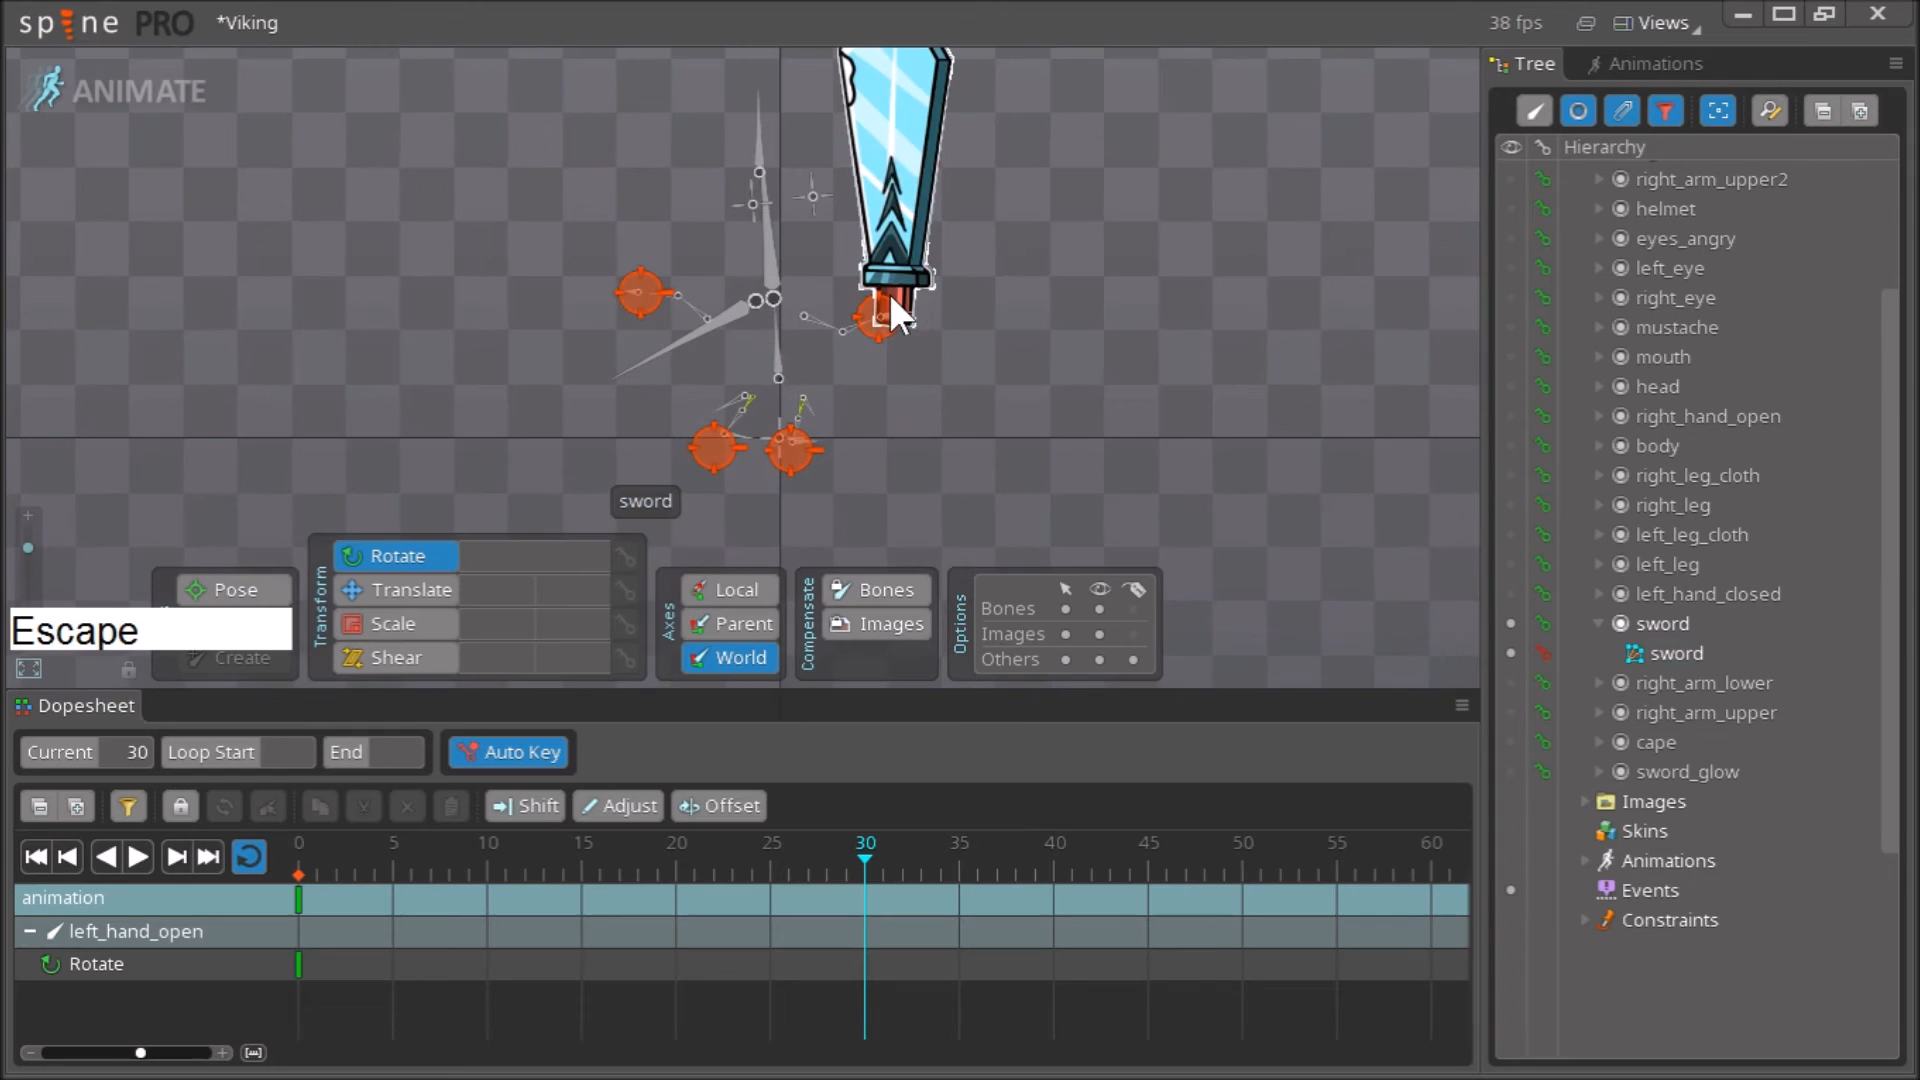 spine PRO
*Viking
38 fps
Views
ANIMATE
Tree
Animations
Hierarchy
right_arm_upper2
helmet
eyes_angry
left_eye
right_eye
mustache
mouth
head
right_hand_open
body
right_leg_cloth
right_leg
left_leg_cloth
left_leg
left_hand_closed
sword
sword
right_arm_lower
right_arm_upper
cape
sword_glow
Images
Skins
Animations
Events
Constraints
sword
Pose
Create
Escape
Transform
Rotate
Translate
Scale
Shear
Axes
Local
Parent
World
Compensate
Bones
Images
Options
Bones
Images
Others
Dopesheet
Current 30
Loop Start
End
Auto Key
Shift
Adjust
Offset
0 5 10 15 20 25 30 35 40 45 50 55 60
animation
left_hand_open
Rotate